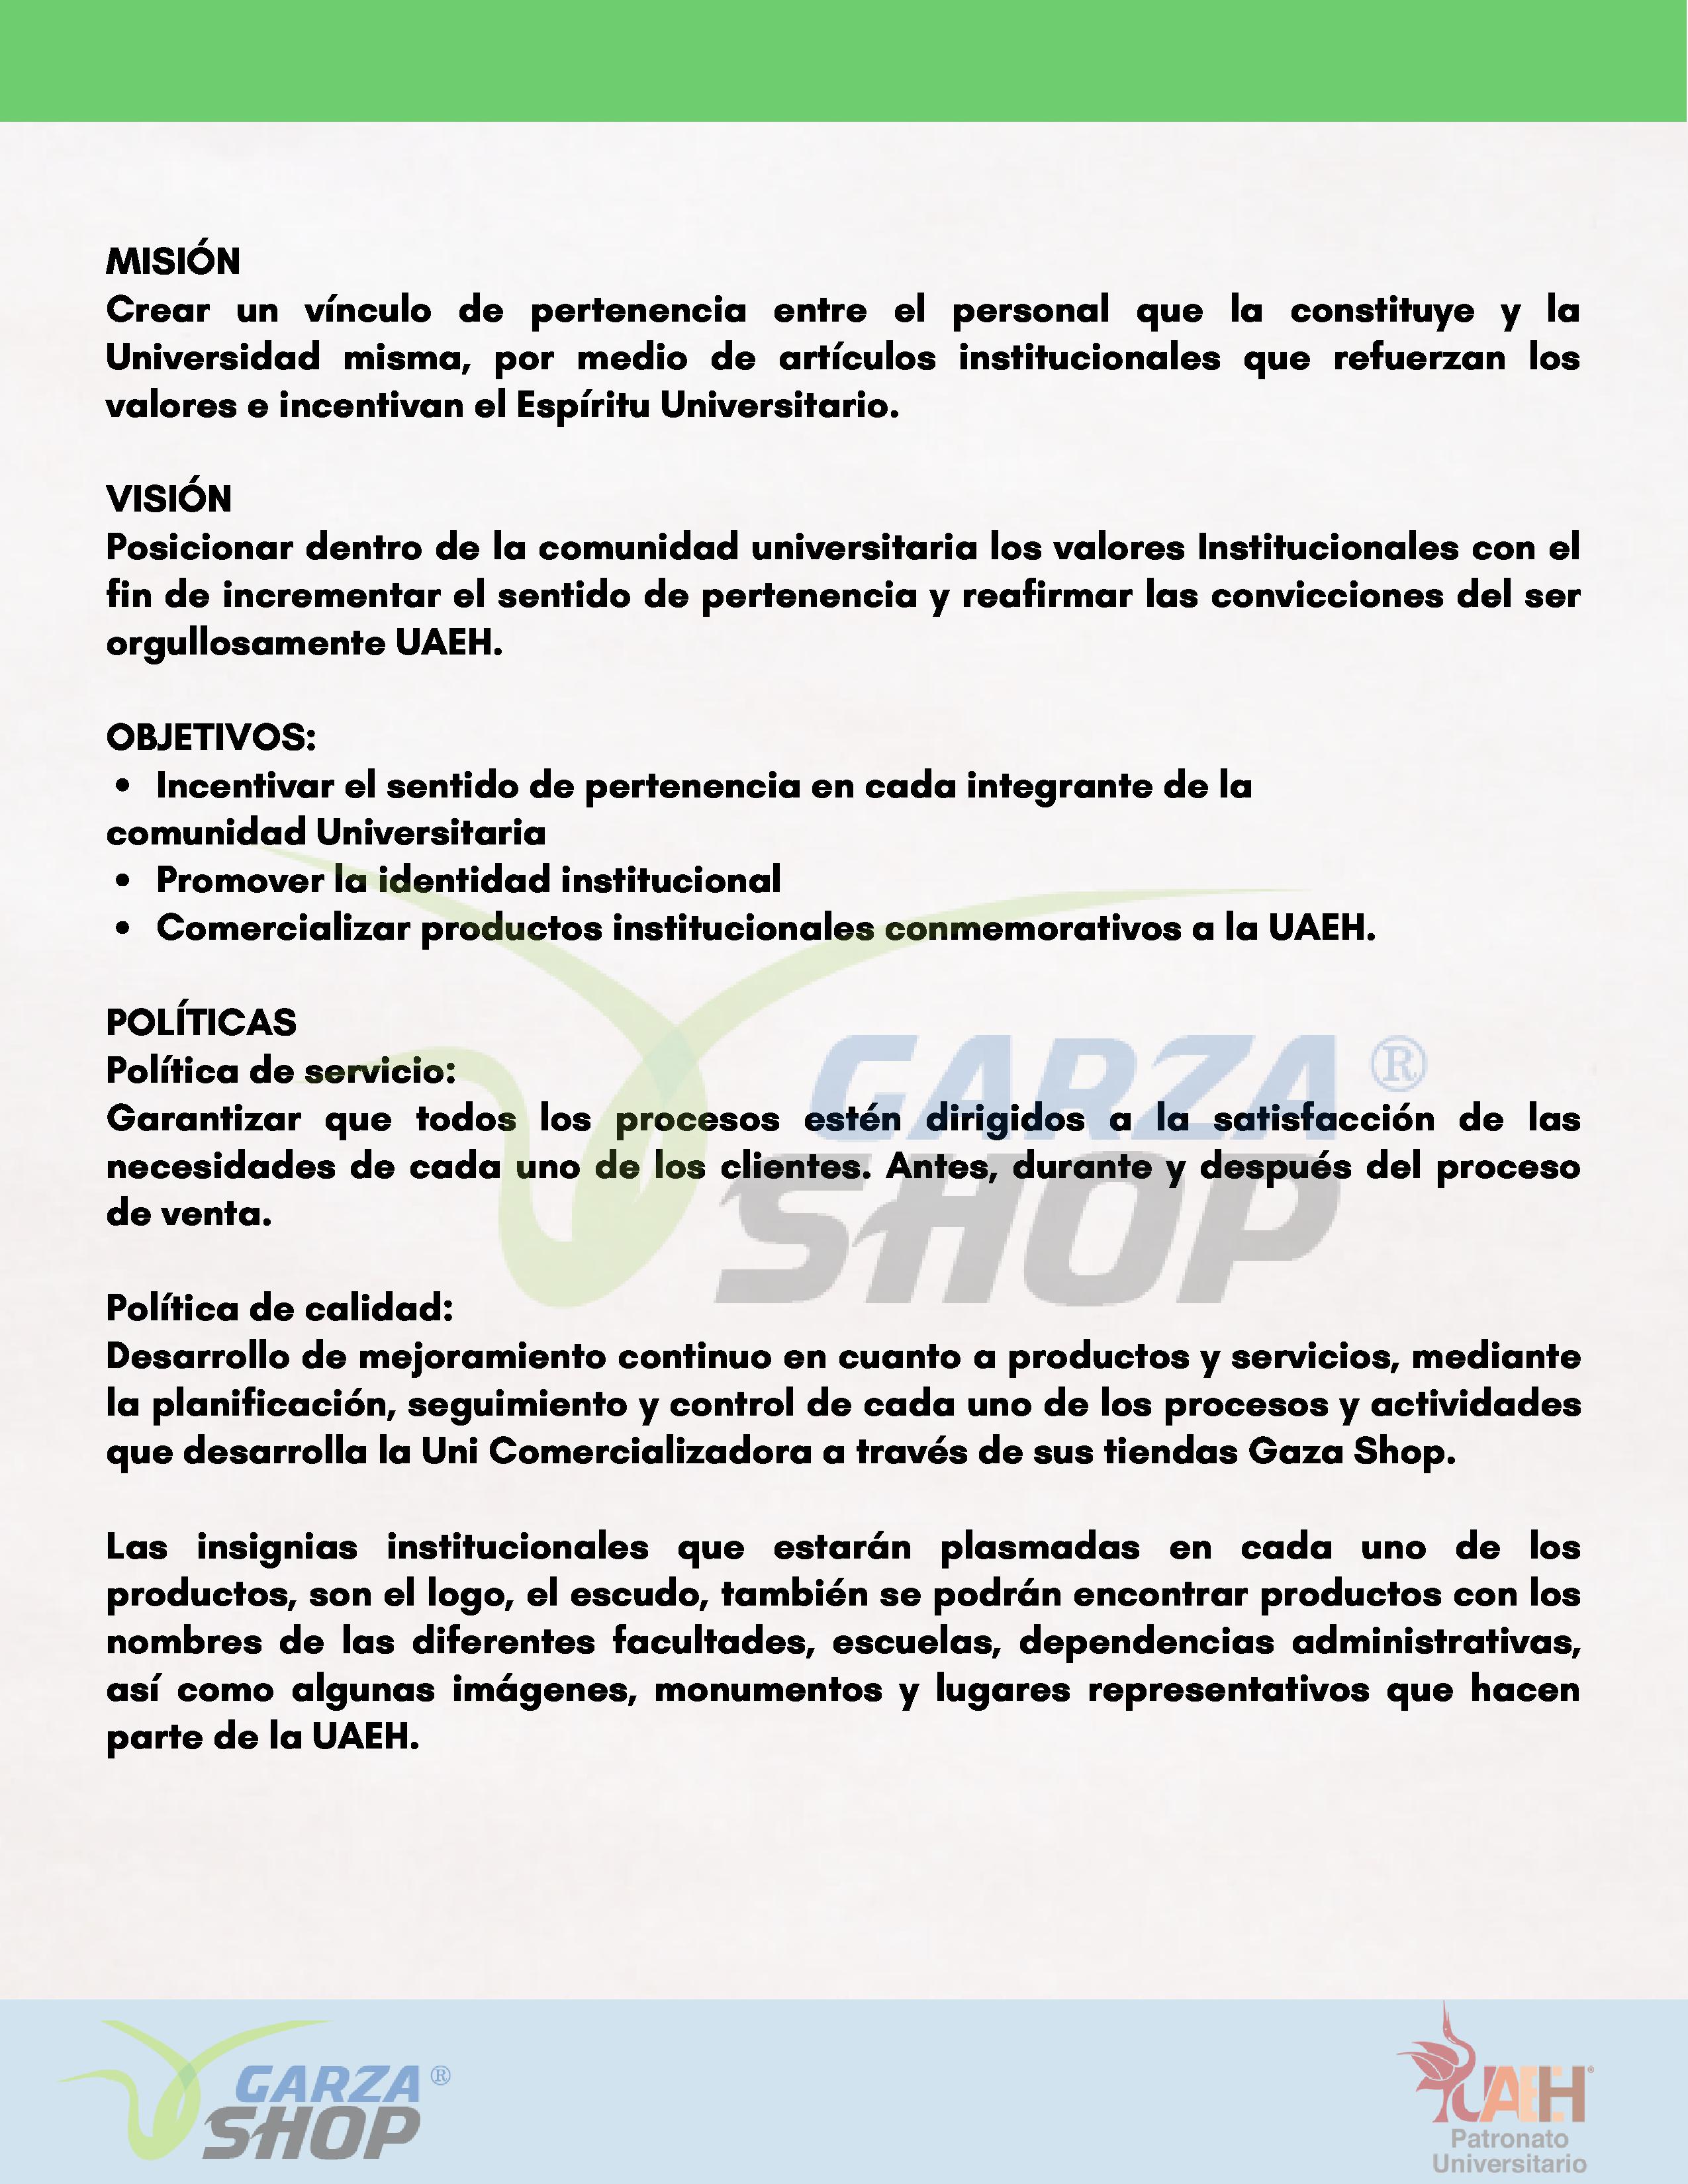 MISIÓN
Crear un vínculo de pertenencia entre el personal que la constituye y la
Universidad misma, por medio de artículos institucionales que refuerzan los
valores e incentivan el Espíritu Universitario.
VISIÓN
Posicionar dentro de la comunidad universitaria los valores Institucionales con el
fin de incrementar el sentido de pertenencia y reafirmar las convicciones del ser
orgullosamente UAEH.
OBJETIVOS:
• Incentivar el sentido de pertenencia en cada integrante de la
comunidad Universitaria
• Promover la identidad institucional
• Comercializar productos institucionales conmemorativos a la UAEH.
POLÍTICAS
Política de servicio:
Garantizar que todos los procesos estén dirigidos a la satisfacción de las
necesidades de cada uno de los clientes. Antes, durante y después del proceso
de venta.
GARZA ®
SHOP
Política de calidad:
Desarrollo de mejoramiento continuo en cuanto a productos y servicios, mediante
la planificación, seguimiento y control de cada uno de los procesos y actividades
que desarrolla la Uni Comercializadora a través de sus tiendas Gaza Shop.
Las insignias institucionales que estarán plasmadas en cada uno de los
productos, son el logo, el escudo, también se podrán encontrar productos con los
nombres de las diferentes facultades, escuelas, dependencias administrativas,
así como algunas imágenes, monumentos y lugares representativos que hacen
parte de la UAEH.
GARZA ®
SHOP
UAEH®
Patronato
Universitario